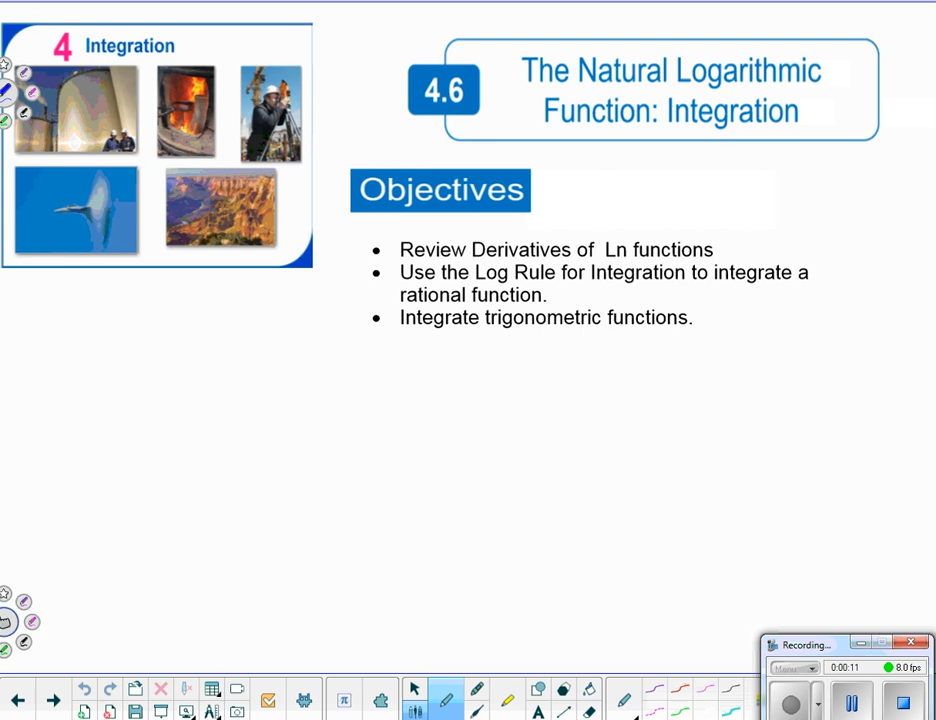 4 Integration
4.6
The Natural Logarithmic
Function: Integration
Objectives
• Review Derivatives of Ln functions
• Use the Log Rule for Integration to integrate a
rational function.
• Integrate trigonometric functions.
Recording...
Menu
0:00:11
8.0 fps
π
A